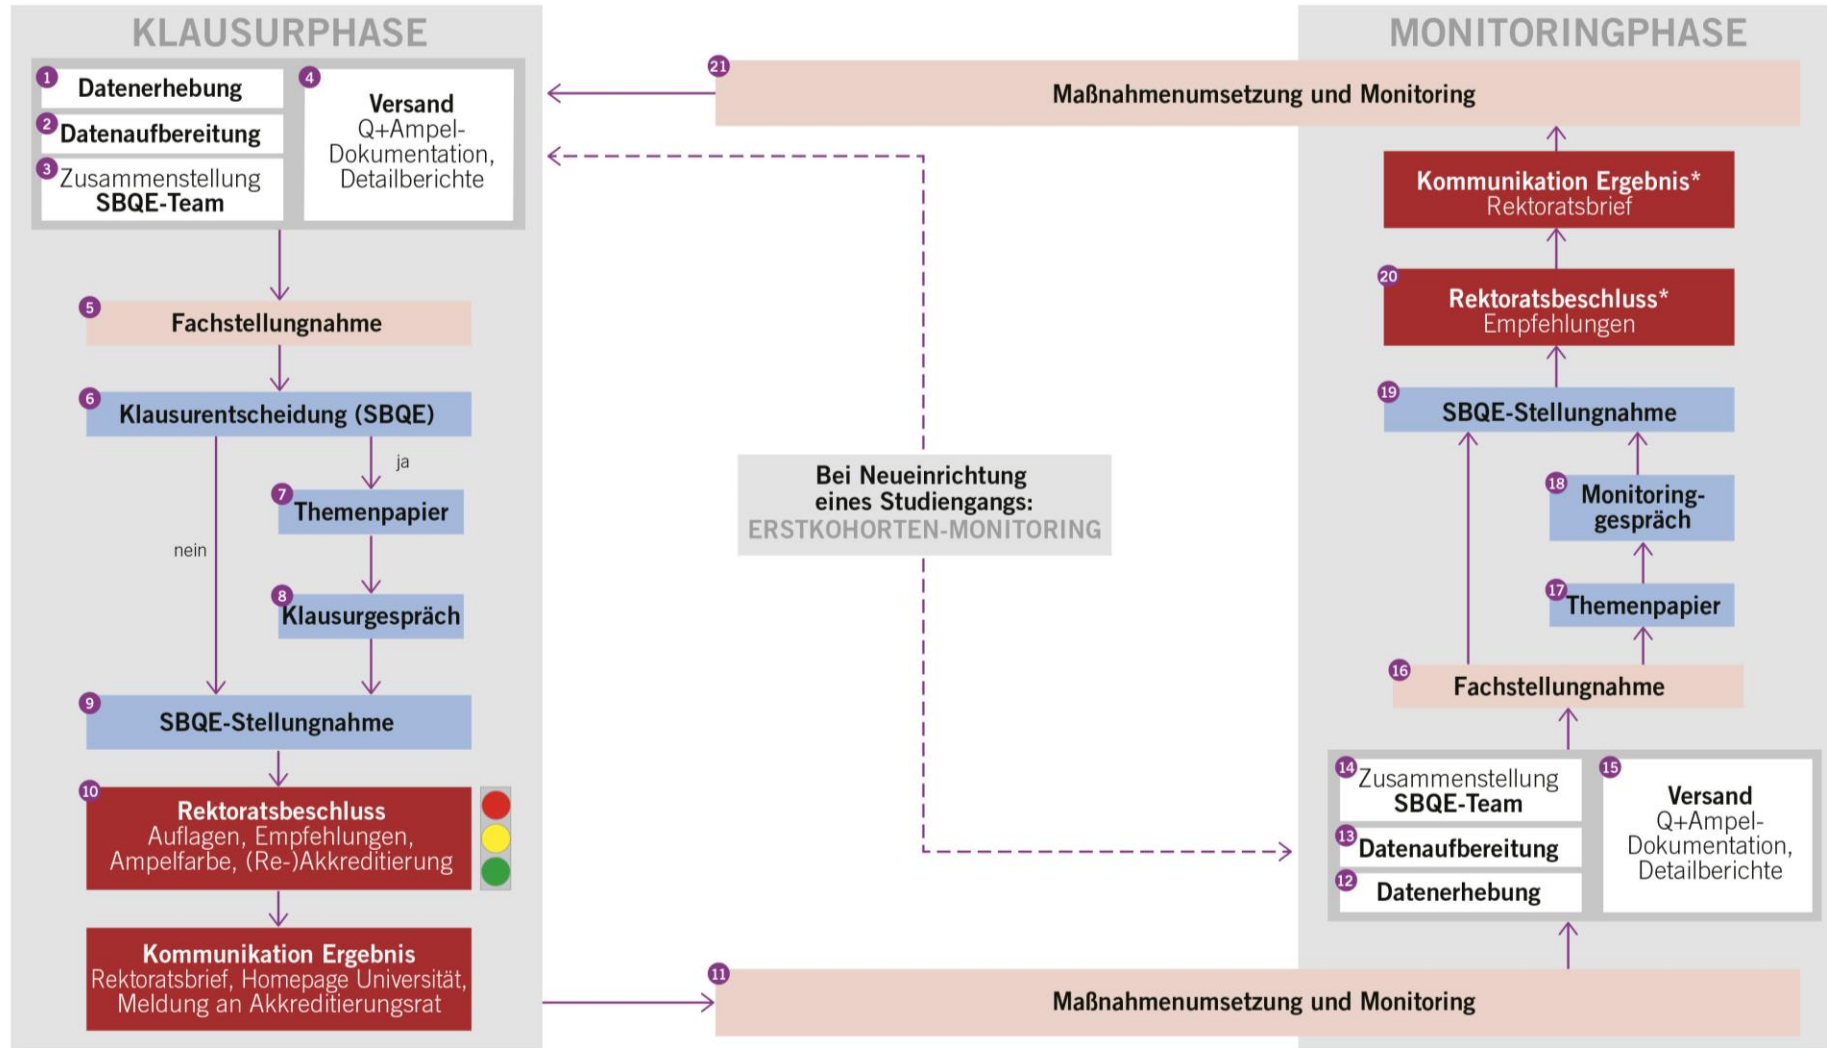 KLAUSURPHASE
1
Datenerhebung
2
Datenaufbereitung
3
Zusammenstellung
SBQE-Team
4
Versand
Q+Ampel-
Dokumentation,
Detailberichte
5
Fachstellungnahme
6
Klausurentscheidung (SBQE)
ja
nein
7
Themenpapier
8
Klausurgespräch
9
SBQE-Stellungnahme
10
Rektoratsbeschluss
Auflagen, Empfehlungen,
Ampelfarbe, (Re-)Akkreditierung
Kommunikation Ergebnis
Rektoratsbrief, Homepage Universität,
Meldung an Akkreditierungsrat
21
Maßnahmenumsetzung und Monitoring
Bei Neueinrichtung
eines Studiengangs:
ERSTKOHORTEN-MONITORING
11
Maßnahmenumsetzung und Monitoring
MONITORINGPHASE
Kommunikation Ergebnis*
Rektoratsbrief
20
Rektoratsbeschluss*
Empfehlungen
19
SBQE-Stellungnahme
18
Monitoring-
gespräch
17
Themenpapier
16
Fachstellungnahme
14
Zusammenstellung
SBQE-Team
13
Datenaufbereitung
12
Datenerhebung
15
Versand
Q+Ampel-
Dokumentation,
Detailberichte